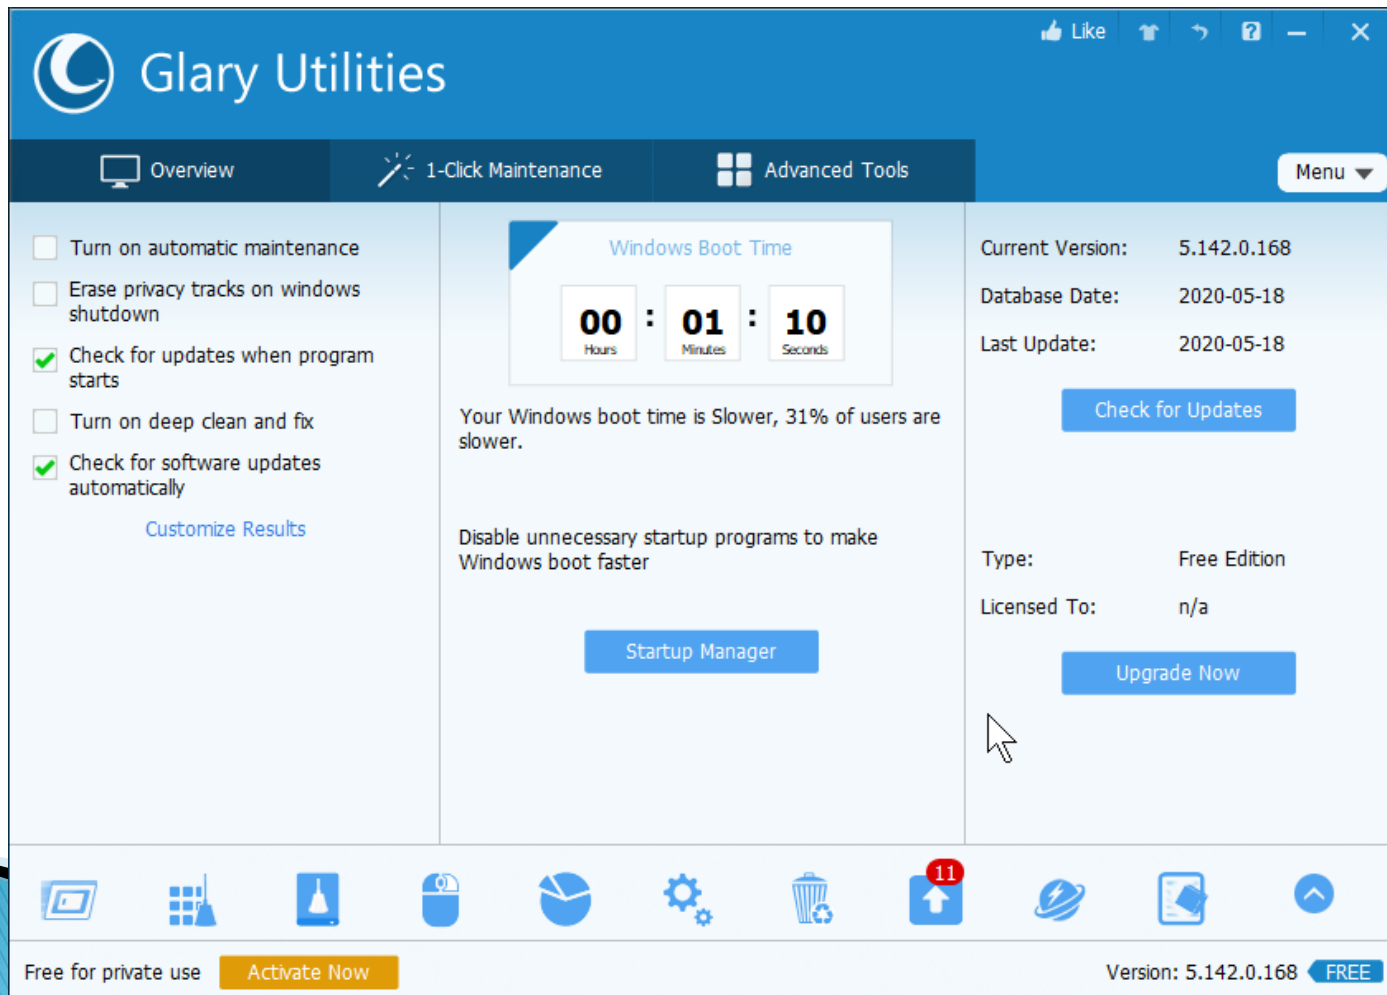 Like
Glary Utilities
Overview
1-Click Maintenance
Advanced Tools
Menu
Turn on automatic maintenance
Erase privacy tracks on windows
shutdown
Check for updates when program
starts
Turn on deep clean and fix
Check for software updates
automatically
Customize Results
Windows Boot Time
00 : 01 : 10
Hours Minutes Seconds
Your Windows boot time is Slower, 31% of users are
slower.
Disable unnecessary startup programs to make
Windows boot faster
Startup Manager
Current Version: 5.142.0.168
Database Date: 2020-05-18
Last Update: 2020-05-18
Check for Updates
Type: Free Edition
Licensed To: n/a
Upgrade Now
11
Free for private use
Activate Now
Version: 5.142.0.168
FREE